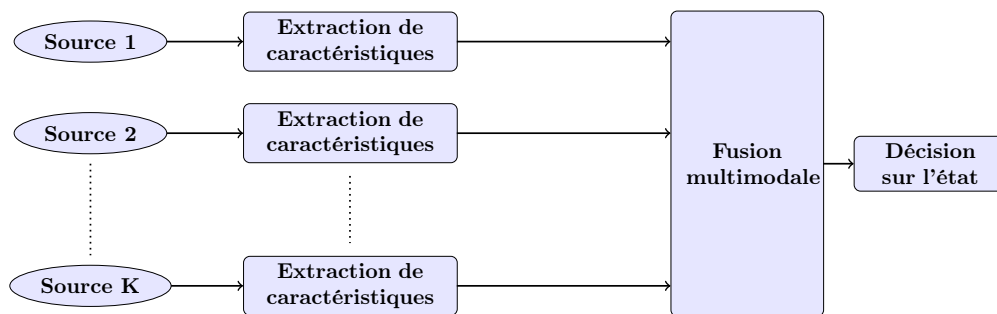 Source 1
Extraction de
caractéristiques
Source 2
Extraction de
caractéristiques
Fusion
multimodale
Décision
sur l'état
Source K
Extraction de
caractéristiques